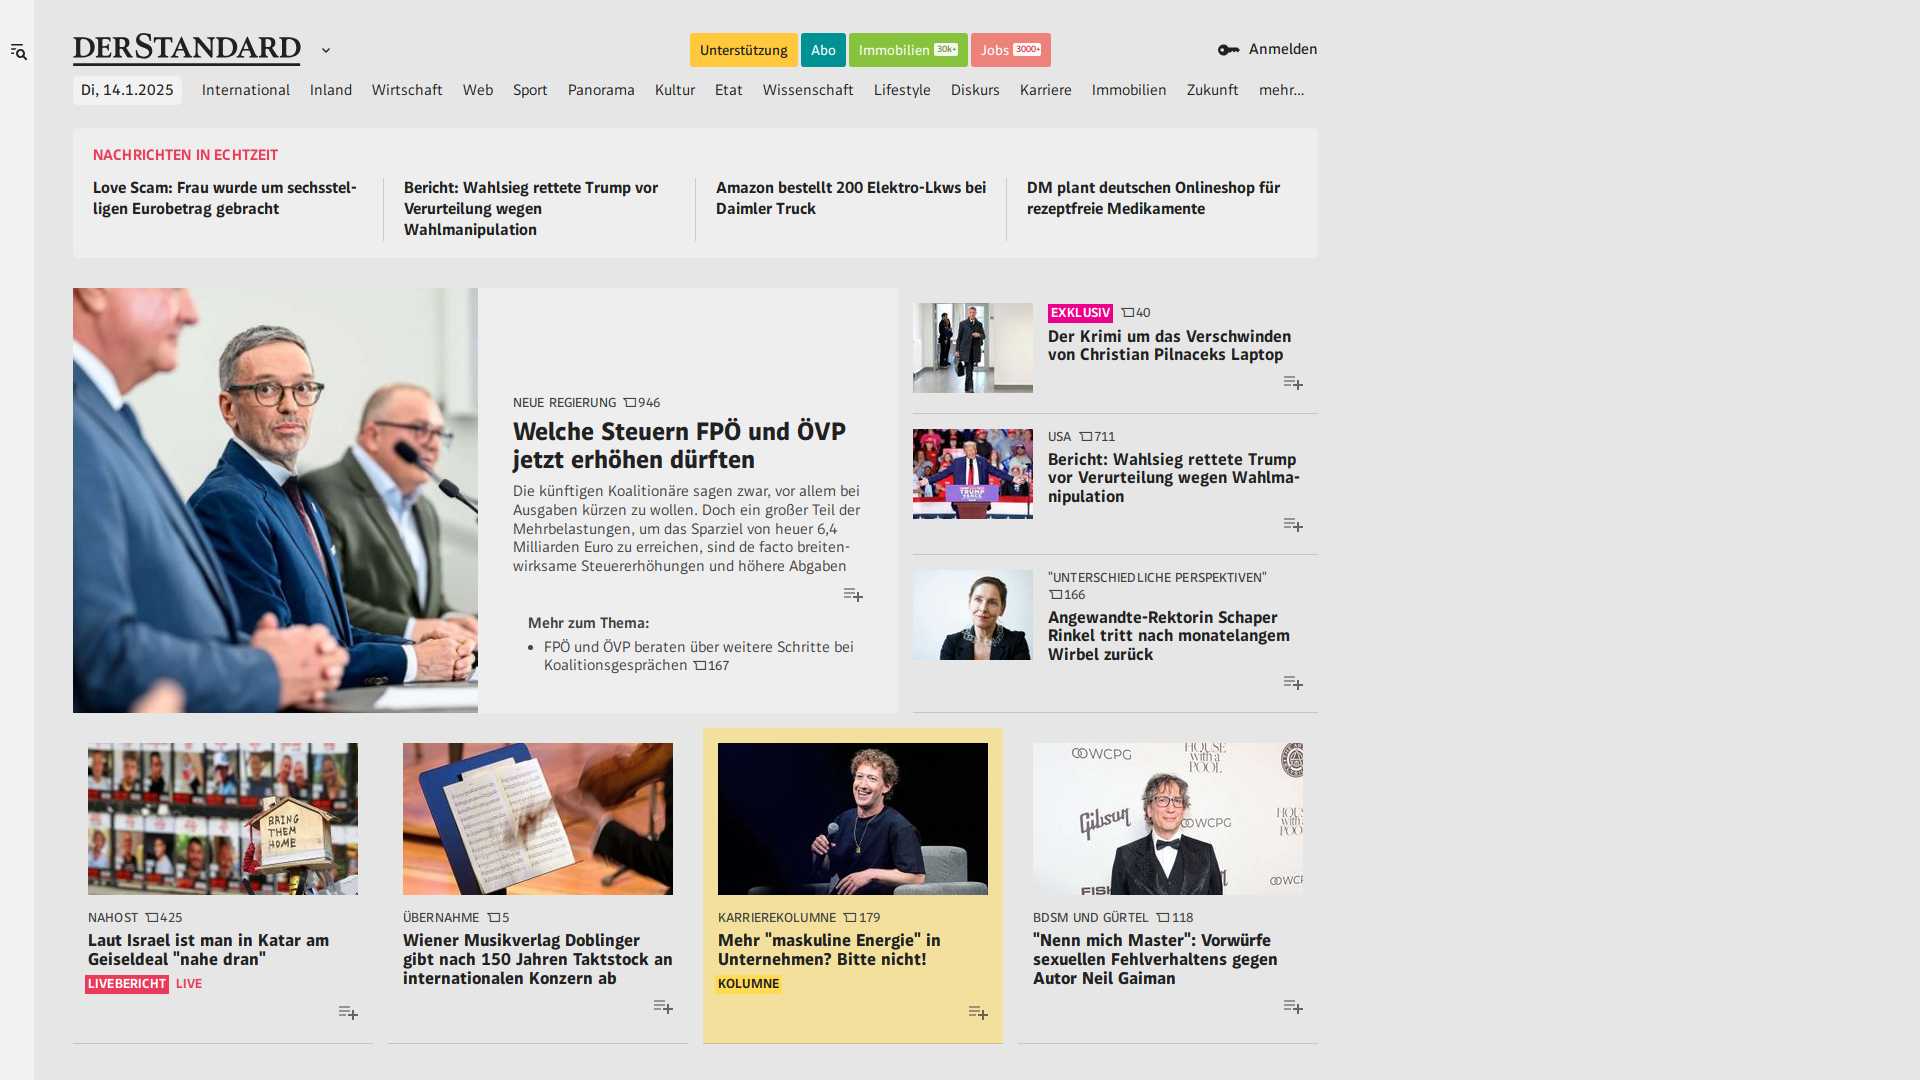 DERSTANDARD
Unterstützung
Abo
Immobilien 30k+
Jobs 3000+
Anmelden
Di, 14.1.2025
International
Inland
Wirtschaft
Web
Sport
Panorama
Kultur
Etat
Wissenschaft
Lifestyle
Diskurs
Karriere
Immobilien
Zukunft
mehr...
NACHRICHTEN IN ECHTZEIT
Love Scam: Frau wurde um sechsstel-
ligen Eurobetrag gebracht
Bericht: Wahlsieg rettete Trump vor
Verurteilung wegen
Wahlmanipulation
Amazon bestellt 200 Elektro-Lkws bei
Daimler Truck
DM plant deutschen Onlineshop für
rezeptfreie Medikamente
NEUE REGIERUNG 946
Welche Steuern FPÖ und ÖVP
jetzt erhöhen dürften
Die künftigen Koalitionäre sagen zwar, vor allem bei
Ausgaben kürzen zu wollen. Doch ein großer Teil der
Mehrbelastungen, um das Sparziel von heuer 6,4
Milliarden Euro zu erreichen, sind de facto breiten-
wirksame Steuererhöhungen und höhere Abgaben
Mehr zum Thema:
FPÖ und ÖVP beraten über weitere Schritte bei
Koalitionsgesprächen 167
EXKLUSIV 40
Der Krimi um das Verschwinden
von Christian Pilnaceks Laptop
USA 711
Bericht: Wahlsieg rettete Trump
vor Verurteilung wegen Wahlma-
nipulation
TRUMP
"UNTERSCHIEDLICHE PERSPEKTIVEN"
166
Angewandte-Rektorin Schaper
Rinkel tritt nach monatelangem
Wirbel zurück
BRING
THEM
HOME
NAHOST 425
Laut Israel ist man in Katar am
Geiseldeal "nahe dran"
LIVEBERICHT LIVE
ÜBERNAHME 5
Wiener Musikverlag Doblinger
gibt nach 150 Jahren Taktstock an
internationalen Konzern ab
KARRIEREKOLUMNE 179
Mehr "maskuline Energie" in
Unternehmen? Bitte nicht!
KOLUMNE
WCPG
HOUSE
with a
POOL
Gibson
WCPG
BDSM UND GÜRTEL 118
"Nenn mich Master": Vorwürfe
sexuellen Fehlverhaltens gegen
Autor Neil Gaiman